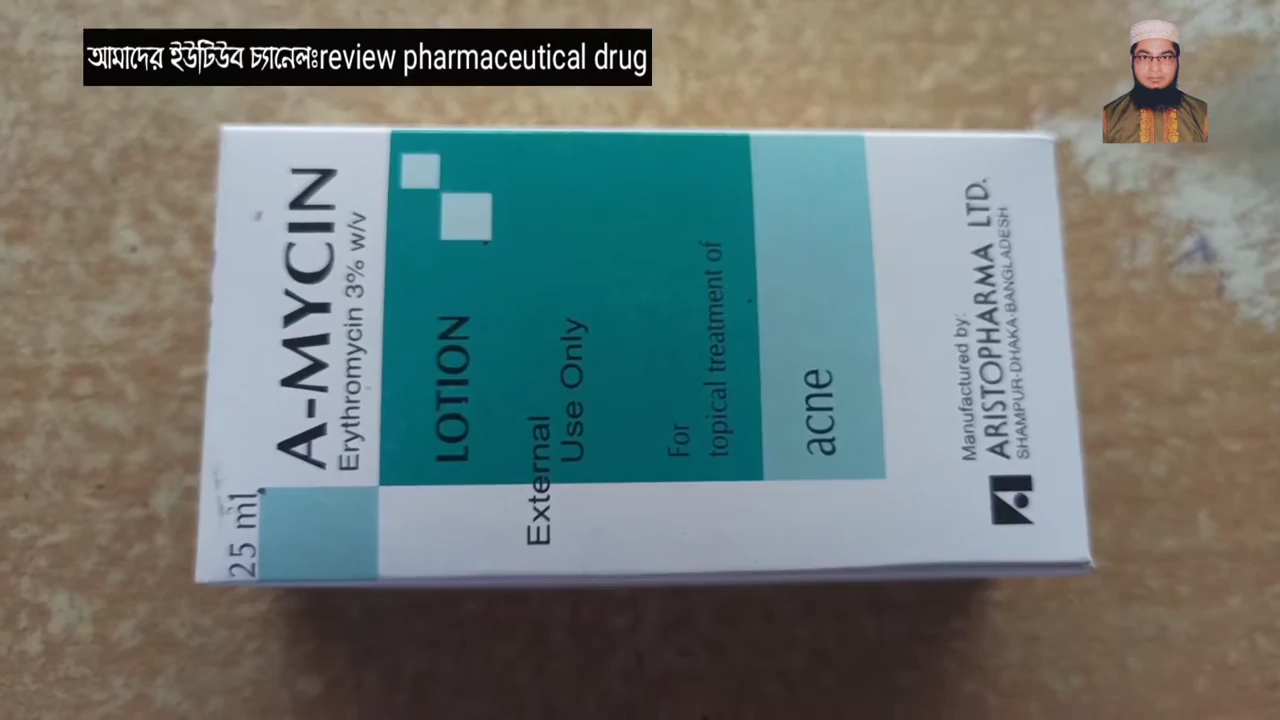 আমাদের ইউটিউব চ্যানেলঃreview pharmaceutical drug
25 ml
A-MYCIN
Erythromycin 3% w/v
LOTION
External
Use Only
For
topical treatment of
acne
Manufactured by:
ARISTOPHARMA LTD.
SHAMPUR-DHAKA-BANGLADESH